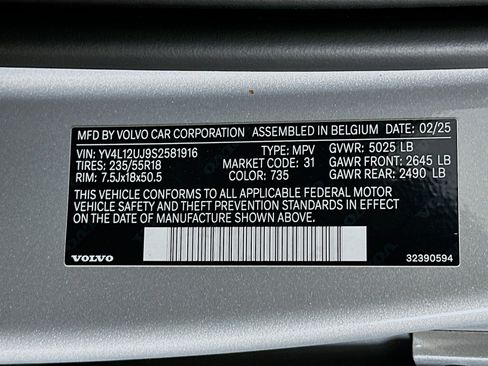 MFD BY VOLVO CAR CORPORATION ASSEMBLED IN BELGIUM 02/25
VIN: YV4L12UJ9S2581916 TYPE: MPV GVWR: 5025 LB
TIRES: 235/55R18 MARKET CODE: 31 GAWR FRONT: 2645 LB
RIM: 7.5Jx18x50.5 COLOR: 735 GAWR REAR: 2490 LB
THIS VEHICLE CONFORMS TO ALL APPLICABLE FEDERAL MOTOR
VEHICLE SAFETY AND THEFT PREVENTION STANDARDS IN EFFECT ON
THE DATE OF MANUFACTURE SHOWN ABOVE.
VOLVO 32390594